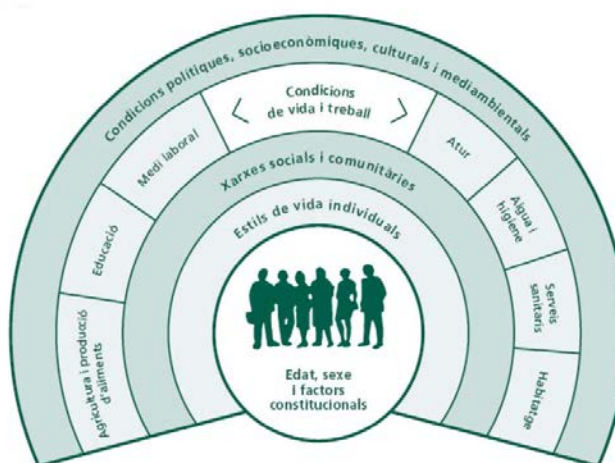 Condicions polítiques, socioeconòmiques, culturals i mediambientals
Condicions
de vida i treball
Medi laboral
Educació
Agricultura i producció
d'aliments
Atur
Aigua i
higiene
Serveis
sanitaris
Habitatge
Xarxes socials i comunitàries
Estils de vida individuals
Edat, sexe
i factors
constitucionals